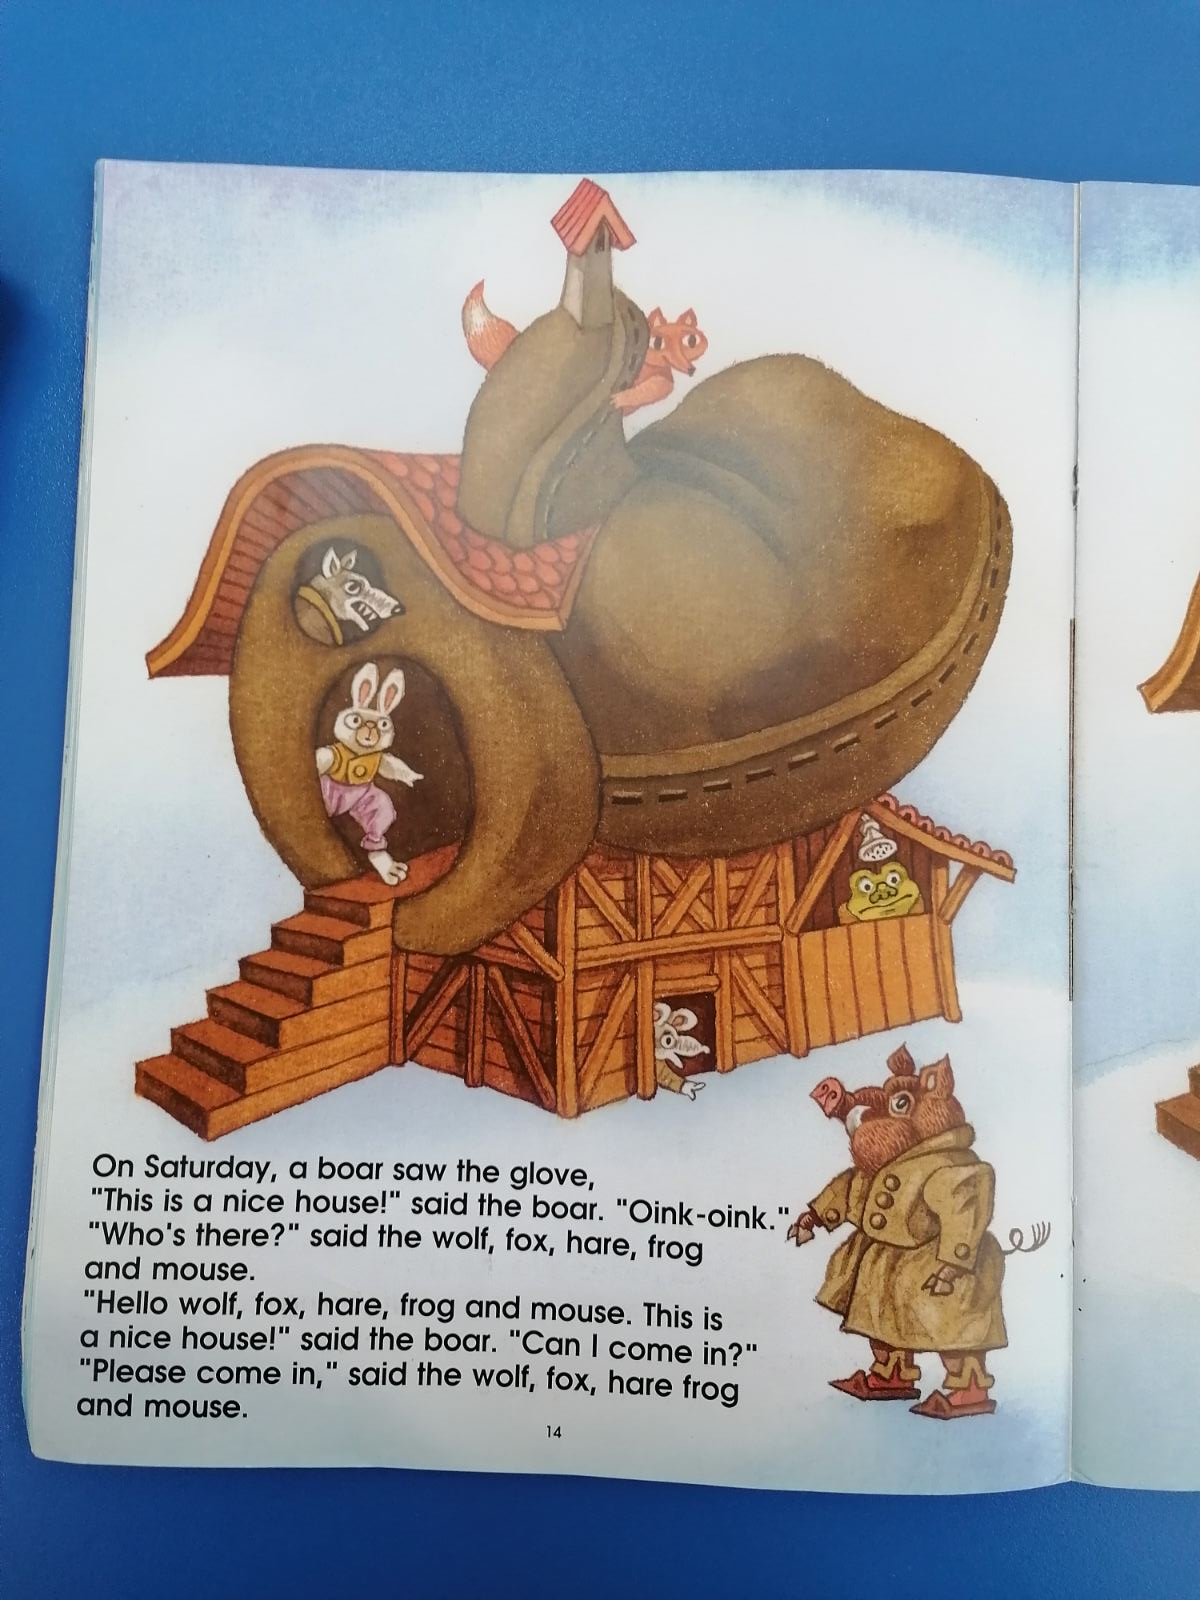 On Saturday, a boar saw the glove,
"This is a nice house!" said the boar. "Oink-oink."
"Who's there?" said the wolf, fox, hare, frog
and mouse.
"Hello wolf, fox, hare, frog and mouse. This is
a nice house!" said the boar. "Can I come in?"
"Please come in," said the wolf, fox, hare frog
and mouse.
14